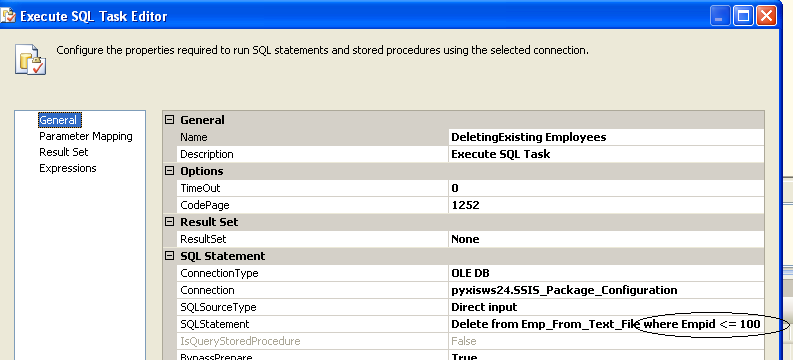 Execute SQL Task Editor
Configure the properties required to run SQL statements and stored procedures using the selected connection.
General
Parameter Mapping
Result Set
Expressions
General
Name DeletingExisting Employees
Description Execute SQL Task
Options
TimeOut 0
CodePage 1252
Result Set
ResultSet None
SQL Statement
ConnectionType OLE DB
Connection pyxisws24.SSIS_Package_Configuration
SQLSourceType Direct input
SQLStatement Delete from Emp_From_Text_File where Empid <= 100
IsQueryStoredProcedure False
BypassPrepare True